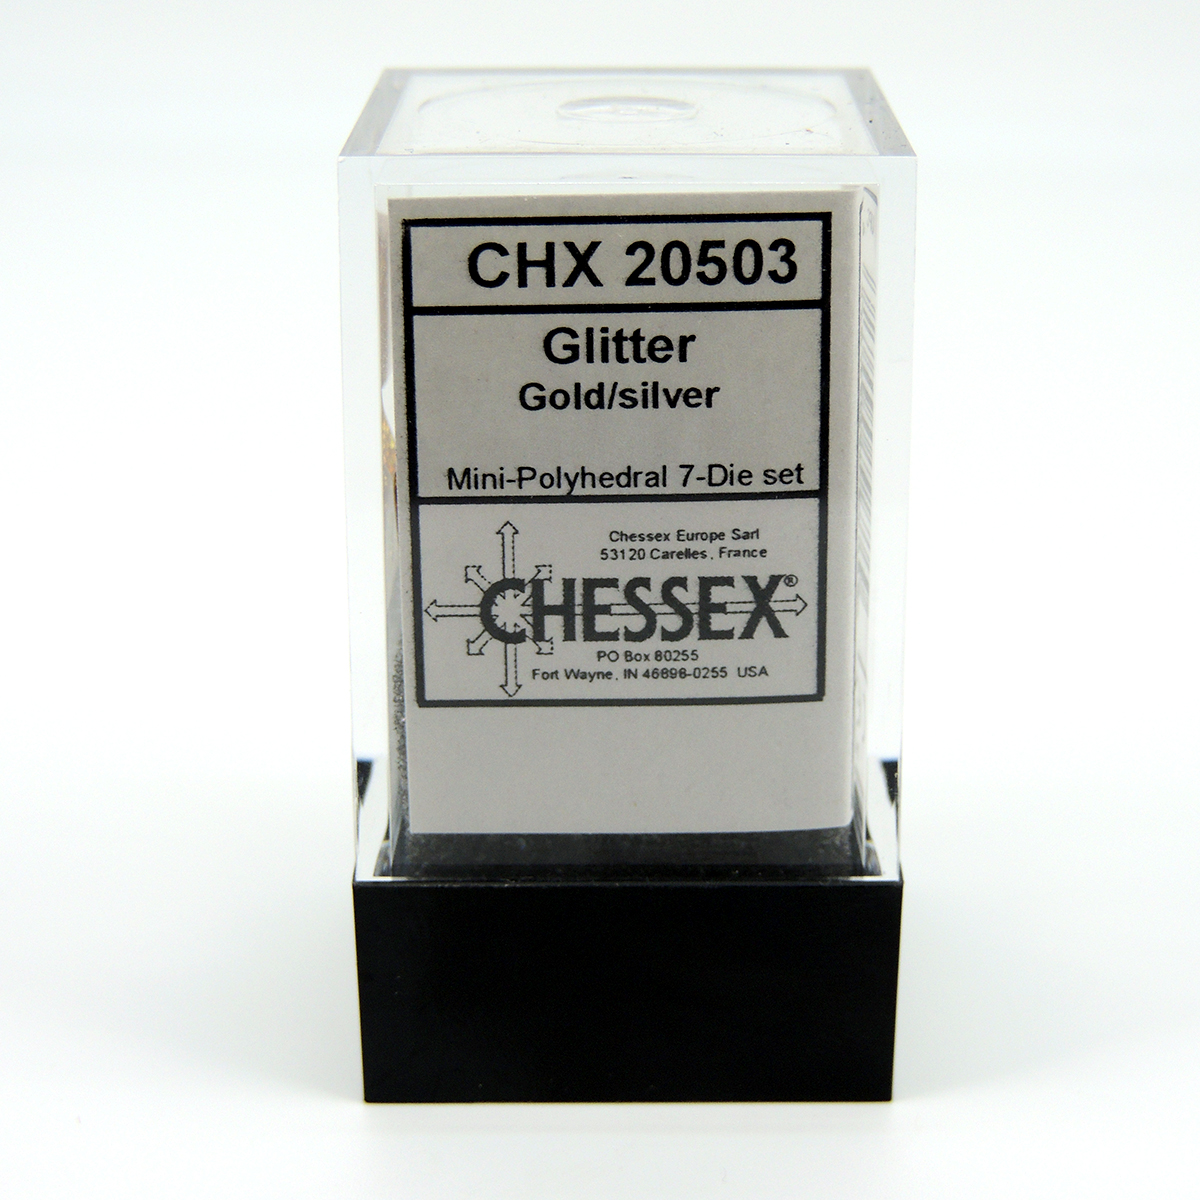 CHX 20503
Glitter
Gold/silver
Mini-Polyhedral 7-Die set
Chessex Europe Sarl
53120 Carelles, France
CHESSEX®
PO Box 80255
Fort Wayne, IN 46898-0255 USA